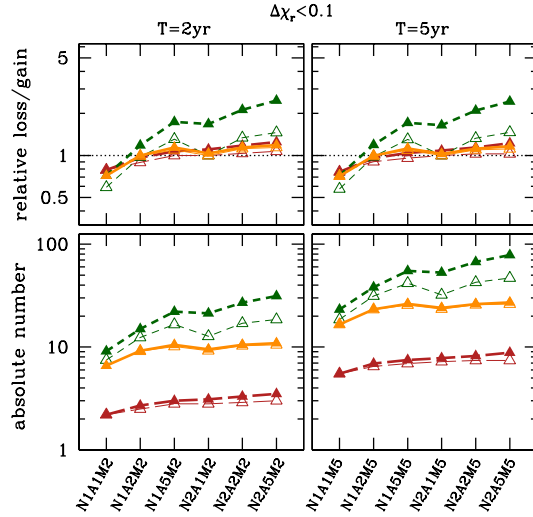 Δχr<0.1
T=2yr
T=5yr
relative loss/gain
5
1
0.5
absolute number
100
10
1
N1A1M2
N1A2M2
N1A5M2
N2A1M2
N2A2M2
N2A5M2
N1A1M5
N1A2M5
N1A5M5
N2A1M5
N2A2M5
N2A5M5